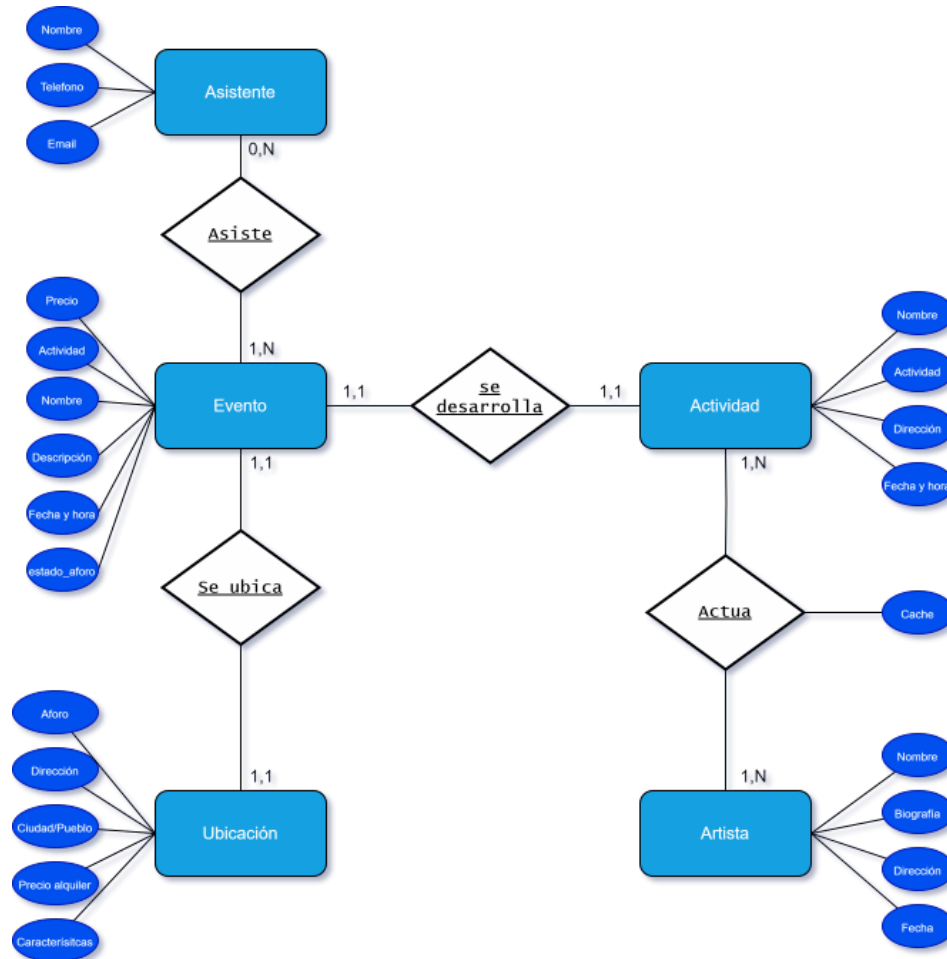 Nombre
Telefono
Email
Asistente
0,N
Asiste
1,N
Precio
Actividad
Nombre
Descripción
Fecha y hora
estado_aforo
Evento
1,1
se
desarrolla
1,1
Actividad
Nombre
Actividad
Dirección
Fecha y hora
1,1
Se ubica
1,1
1,N
Actua
Cache
1,N
Aforo
Dirección
Ciudad/Pueblo
Precio alquiler
Caracterisitcas
Ubicación
Artista
Nombre
Biografía
Dirección
Fecha